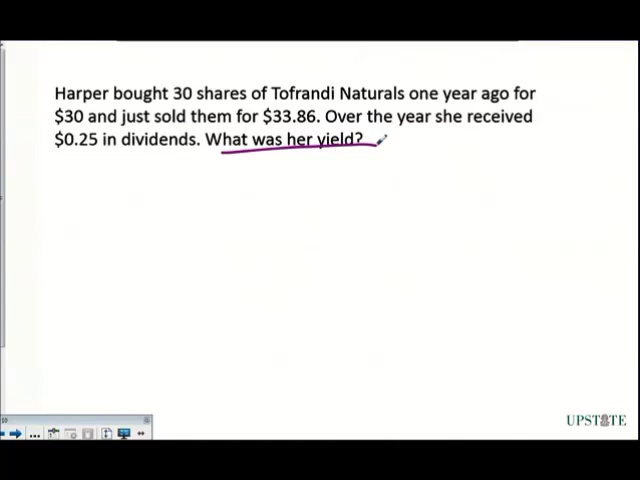 Harper bought 30 shares of Tofrandi Naturals one year ago for
$30 and just sold them for $33.86. Over the year she received
$0.25 in dividends. What was her yield?
10
UPSTATE